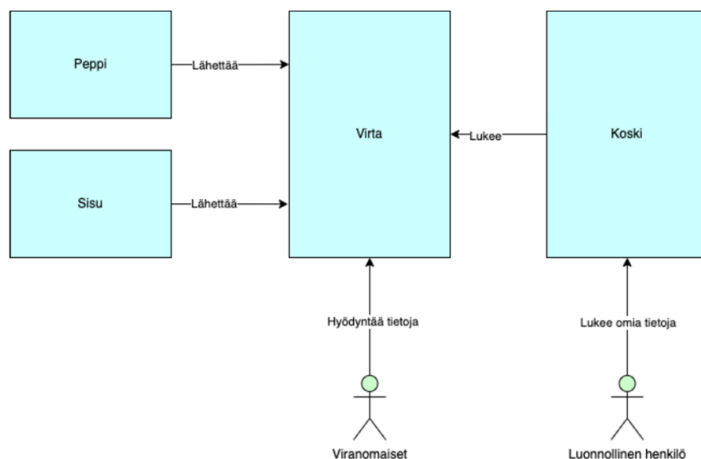 Peppi
Lähettää
Virta
Lukee
Koski
Sisu
Lähettää
Hyödyntää tietoja
Lukee omia tietoja
Viranomaiset
Luonnollinen henkilö